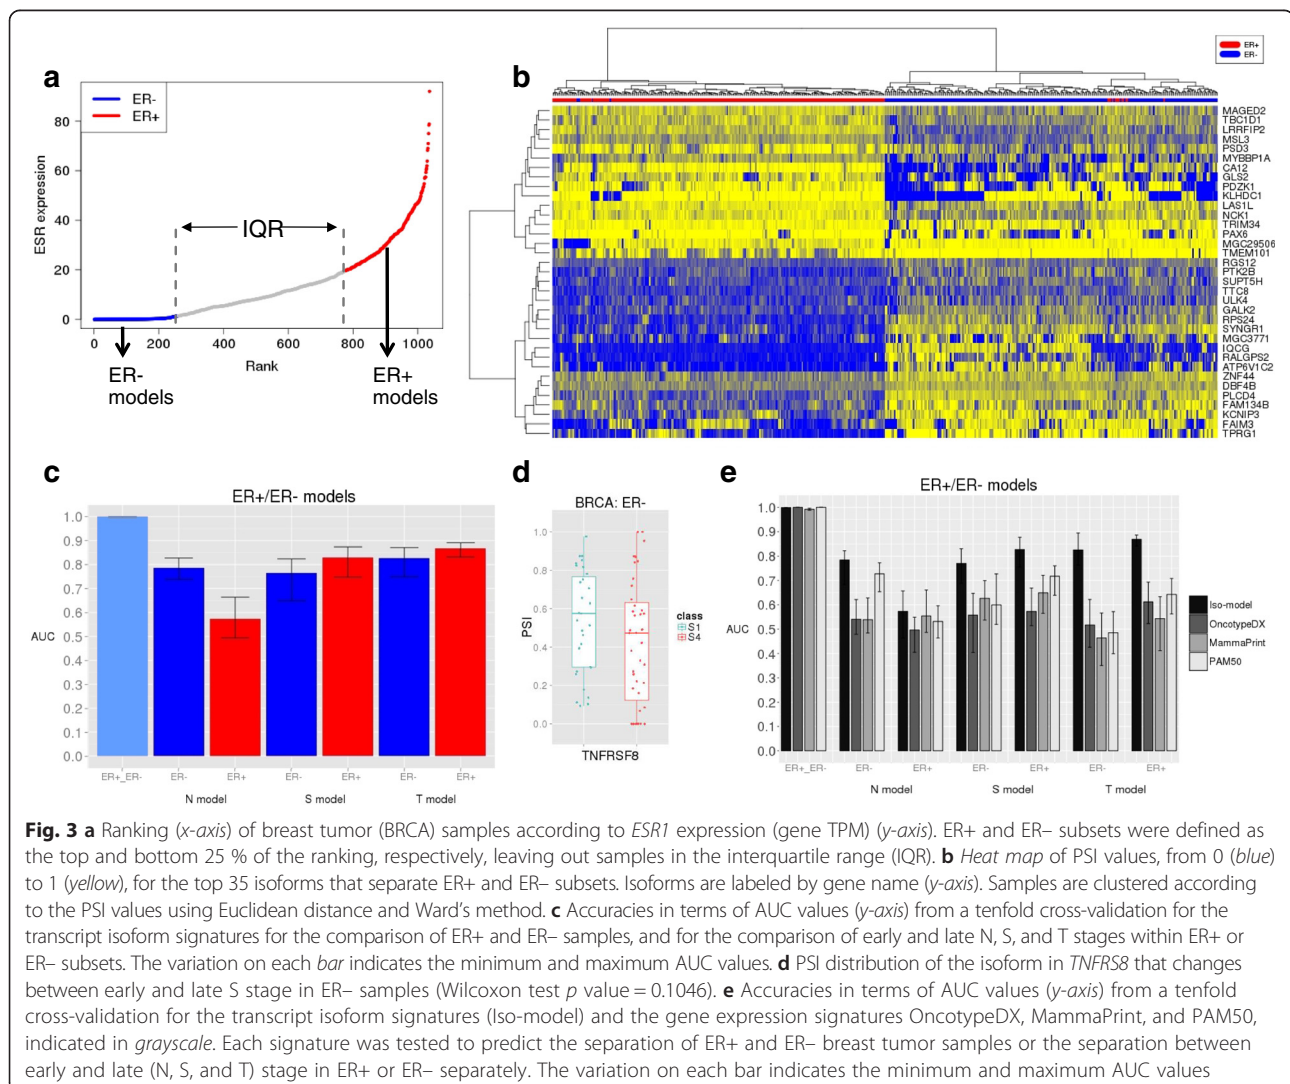 a
ER-
ER+
ESR expression
80
60
40
20
0
IQR
0 200 400 600 800 1000
Rank
ER-
models
ER+
models
b
ER+
ER-
MAGED2
TBC1D1
LRRFIP2
MSL3
PSD3
MYBBP1A
CA12
GLS2
PDZK1
KLHDC1
LAS1L
NCK1
TRIM34
PAX6
MGC29506
TMEM101
RGS12
PTK2B
SUPT5H
TTC8
ULK4
GALK2
RPS24
SYNGR1
MGC3771
IQCG
RALGPS2
ATP6V1C2
ZNF44
DBF4B
PLCD4
FAM134B
KCNIP3
FAIM3
TPRG1
c
ER+/ER- models
1.0
0.9
0.8
0.7
0.6
AUC 0.5
0.4
0.3
0.2
0.1
0.0
ER+_ER- ER- ER+ ER- ER+ ER- ER+
N model S model T model
d
BRCA: ER-
PSI
1.0
0.8
0.6
0.4
0.2
0.0
TNFRSF8
class
S1
S4
e
ER+/ER- models
1.0
0.9
0.8
0.7
0.6
AUC 0.5
0.4
0.3
0.2
0.1
0.0
ER+_ER- ER- ER+ ER- ER+ ER- ER+
N model S model T model
Iso-model
OncotypeDX
MammaPrint
PAM50
Fig. 3 a Ranking (x-axis) of breast tumor (BRCA) samples according to ESR1 expression (gene TPM) (y-axis). ER+ and ER− subsets were defined as
the top and bottom 25 % of the ranking, respectively, leaving out samples in the interquartile range (IQR). b Heat map of PSI values, from 0 (blue)
to 1 (yellow), for the top 35 isoforms that separate ER+ and ER− subsets. Isoforms are labeled by gene name (y-axis). Samples are clustered according
to the PSI values using Euclidean distance and Ward's method. c Accuracies in terms of AUC values (y-axis) from a tenfold cross-validation for the
transcript isoform signatures for the comparison of ER+ and ER− samples, and for the comparison of early and late N, S, and T stages within ER+ or
ER− subsets. The variation on each bar indicates the minimum and maximum AUC values. d PSI distribution of the isoform in TNFRS8 that changes
between early and late S stage in ER− samples (Wilcoxon test p value = 0.1046). e Accuracies in terms of AUC values (y-axis) from a tenfold
cross-validation for the transcript isoform signatures (Iso-model) and the gene expression signatures OncotypeDX, MammaPrint, and PAM50,
indicated in grayscale. Each signature was tested to predict the separation of ER+ and ER− breast tumor samples or the separation between
early and late (N, S, and T) stage in ER+ or ER− separately. The variation on each bar indicates the minimum and maximum AUC values